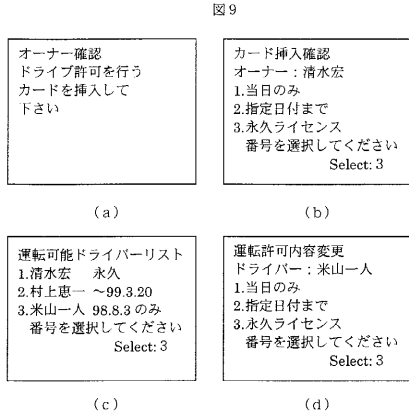 図9
オーナー確認
ドライブ許可を行う
カードを挿入して
下さい
(a)
カード挿入確認
オーナー:清水宏
1.当日のみ
2.指定日付まで
3.永久ライセンス
番号を選択してください
Select: 3
(b)
運転可能ドライバーリスト
1.清水宏 永久
2.村上恵一 ~99.3.20
3.米山一人 98.8.3のみ
番号を選択してください
Select: 3
(c)
運転許可内容変更
ドライバー:米山一人
1.当日のみ
2.指定日付まで
3.永久ライセンス
番号を選択してください
Select: 3
(d)